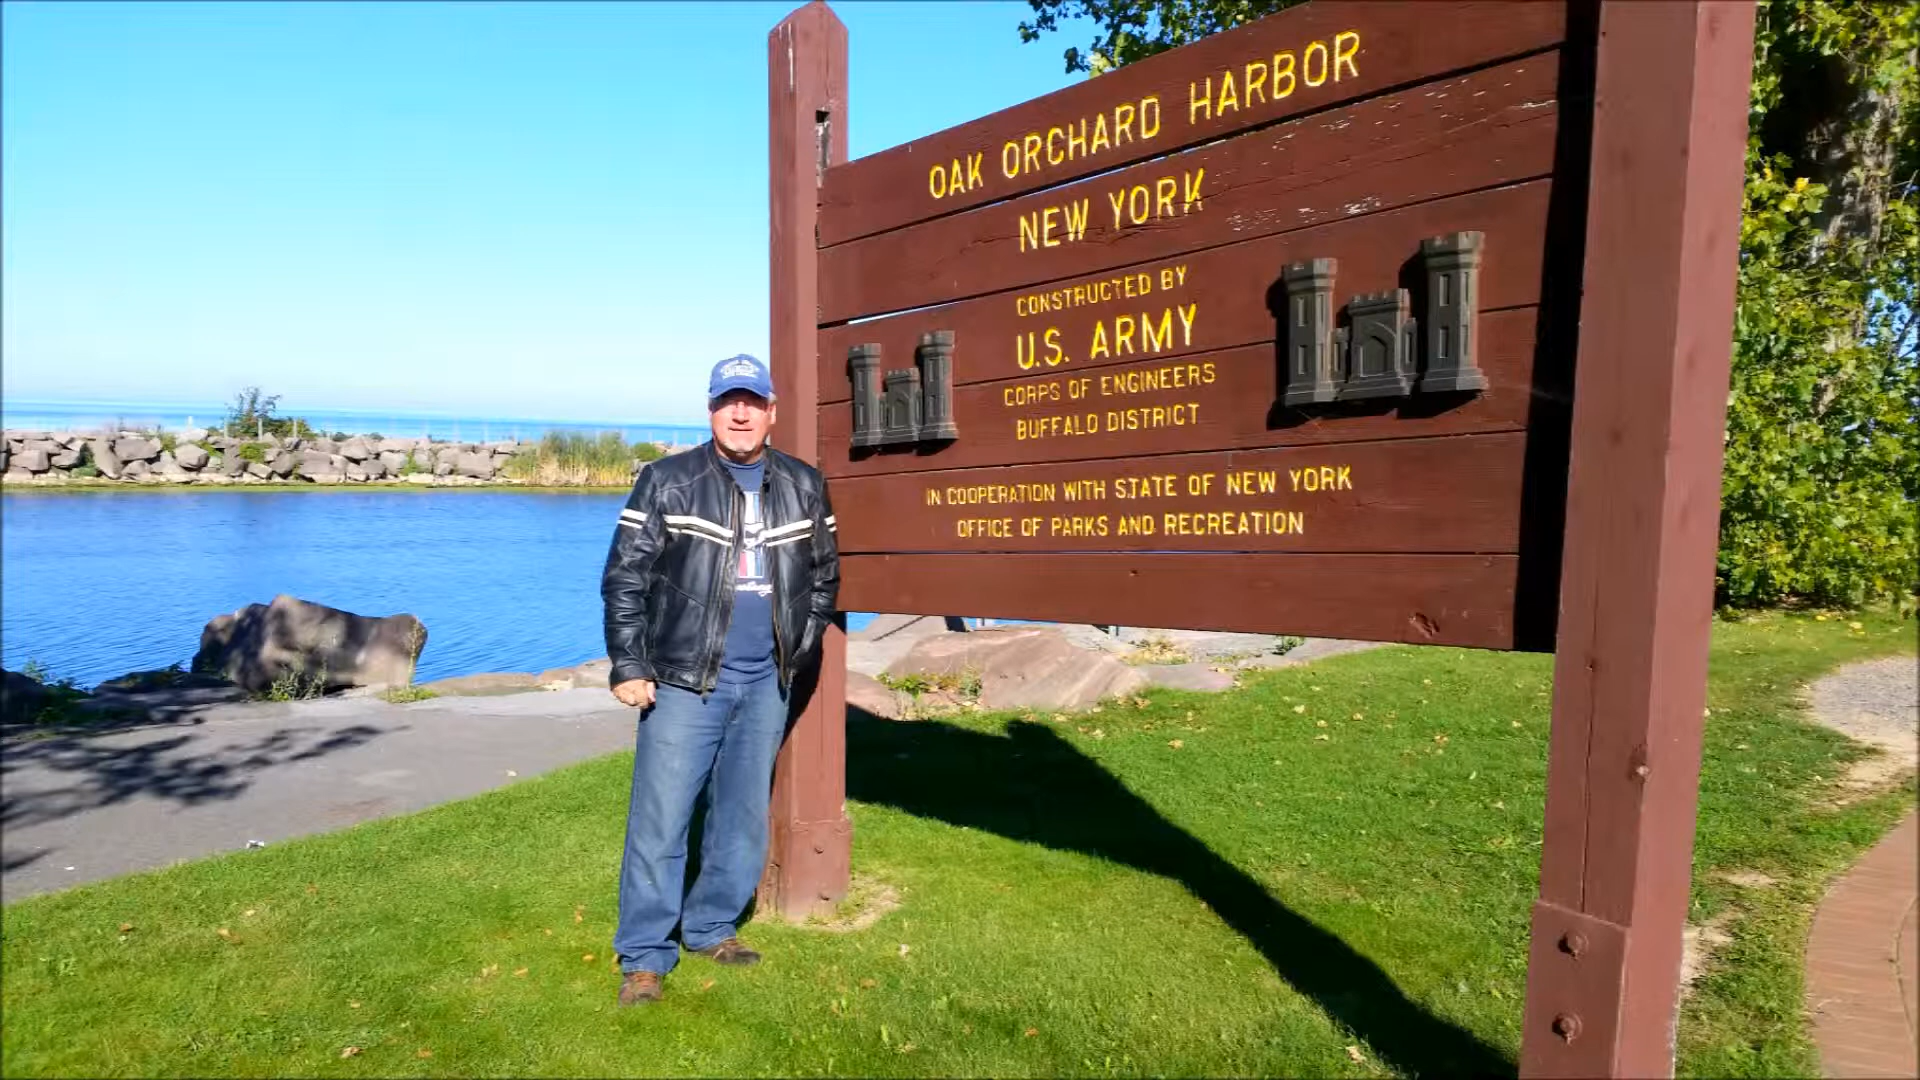 OAK ORCHARD HARBOR
NEW YORK
CONSTRUCTED BY
U.S. ARMY
CORPS OF ENGINEERS
BUFFALO DISTRICT
IN COOPERATION WITH STATE OF NEW YORK
OFFICE OF PARKS AND RECREATION